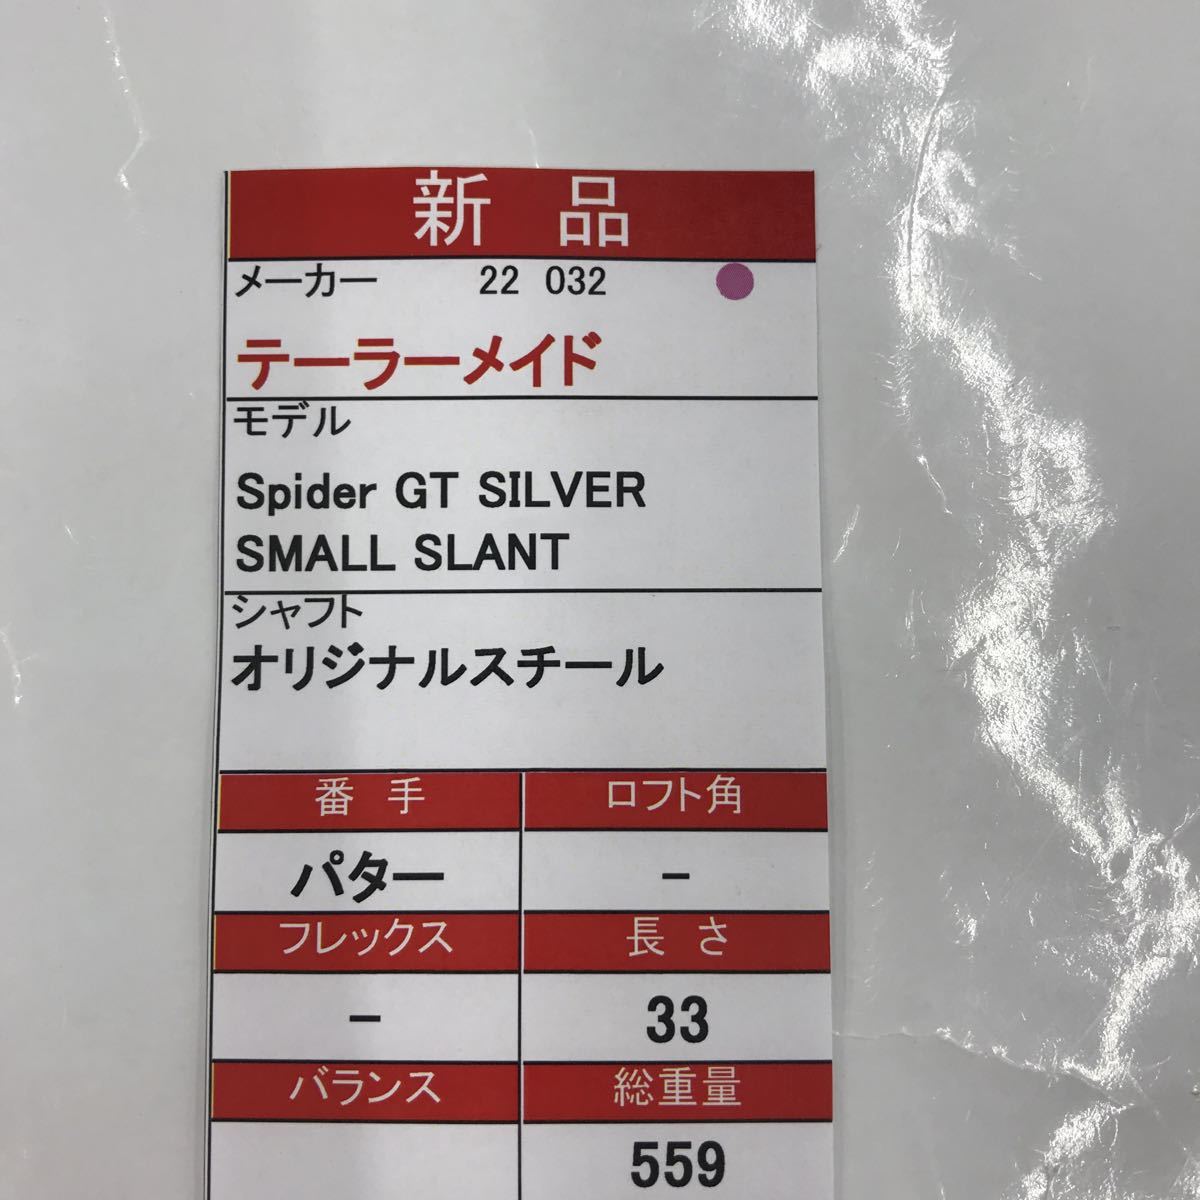 新 品
メーカー 22 032
テーラーメイド
モデル
Spider GT SILVER
SMALL SLANT
シャフト
オリジナルスチール
番 手 ロフト角
パター -
フレックス 長 さ
- 33
バランス 総重量
559